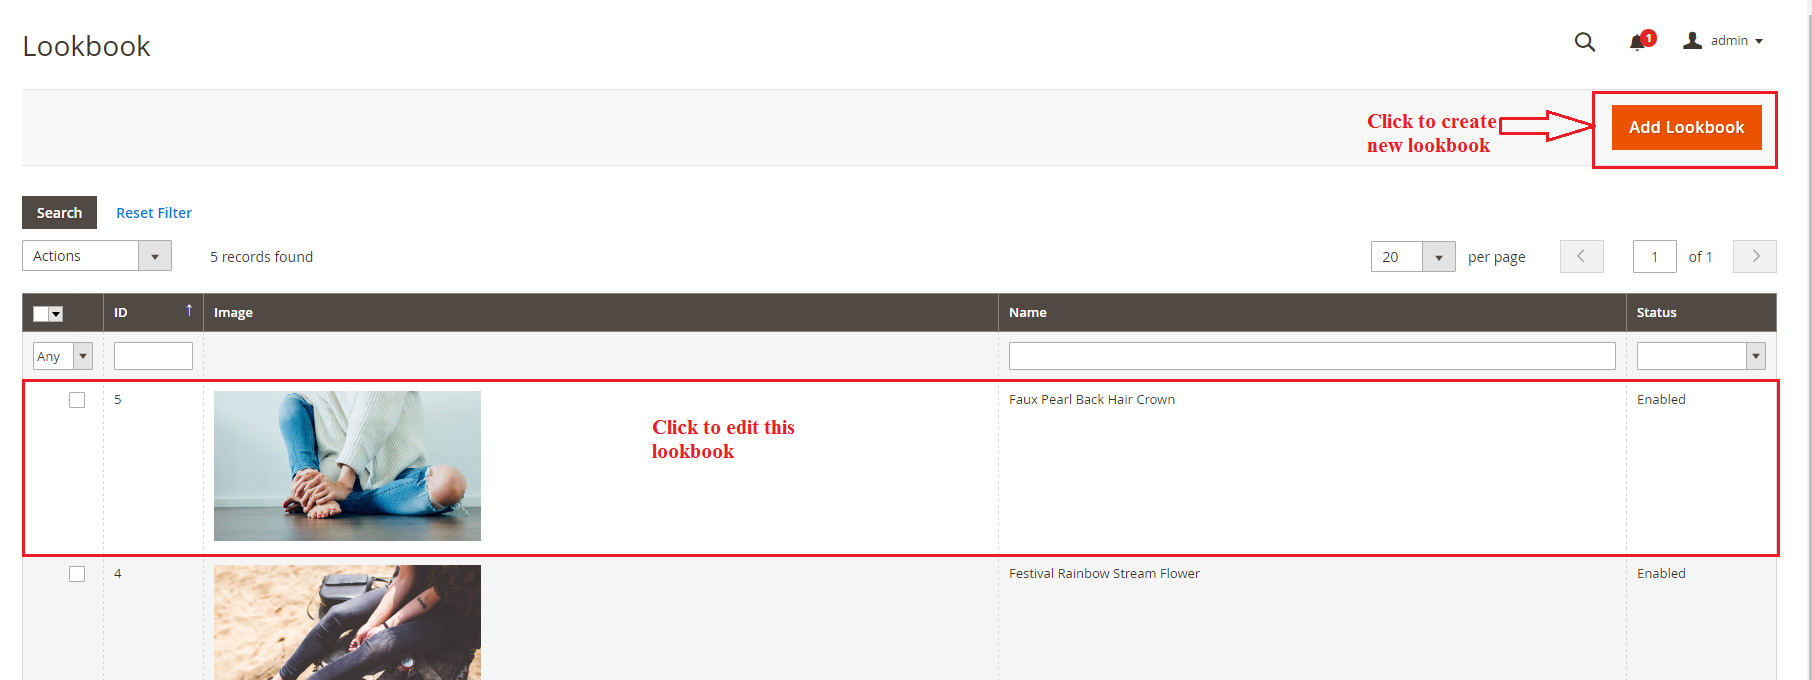 Lookbook
1
admin
Click to create
new lookbook
Add Lookbook
Search
Reset Filter
Actions
5 records found
20
per page
1
of 1
ID
Image
Name
Status
Any
5
Faux Pearl Back Hair Crown
Enabled
Click to edit this
lookbook
4
Festival Rainbow Stream Flower
Enabled